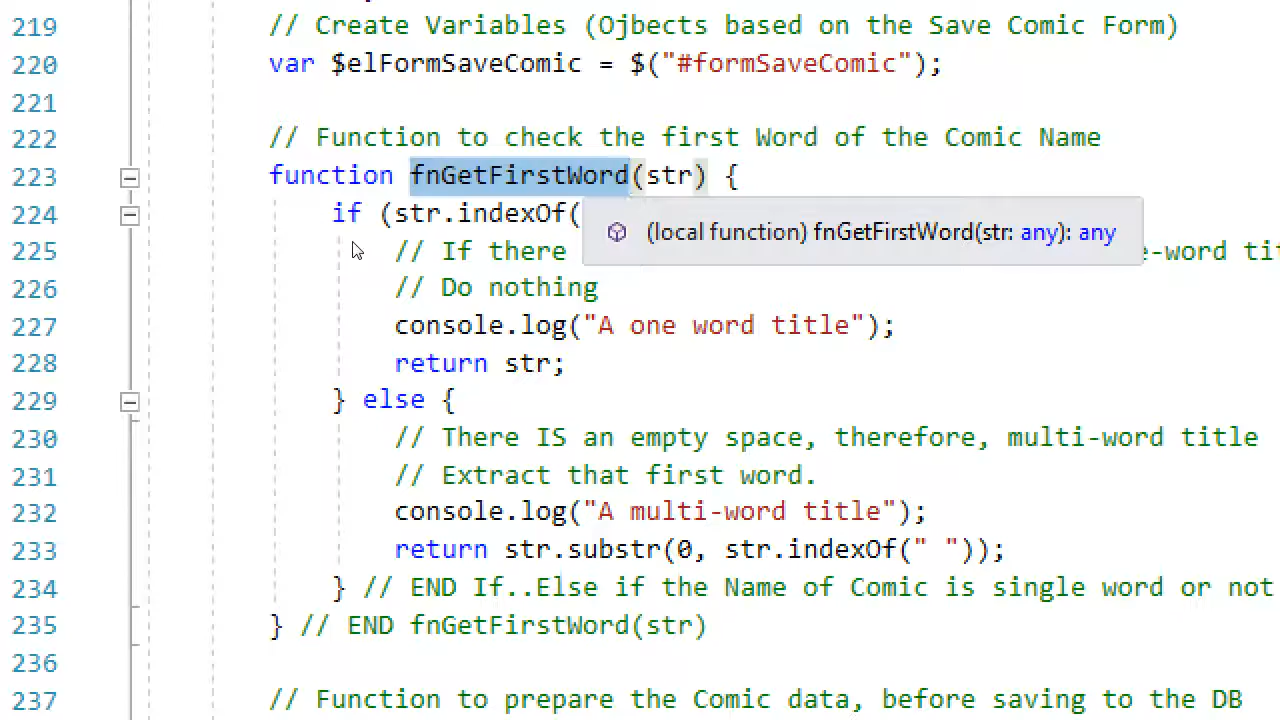 219 // Create Variables (Ojbects based on the Save Comic Form)
220 var $elFormSaveComic = $("#formSaveComic");
221
222 // Function to check the first Word of the Comic Name
223 function fnGetFirstWord(str) {
224 if (str.indexOf(
(local function) fnGetFirstWord(str: any): any
225 // If there -word
226 // Do nothing
227 console.log("A one word title");
228 return str;
229 } else {
230 // There IS an empty space, therefore, multi-word title
231 // Extract that first word.
232 console.log("A multi-word title");
233 return str.substr(0, str.indexOf(" "));
234 } // END If..Else if the Name of Comic is single word or not
235 } // END fnGetFirstWord(str)
236
237 // Function to prepare the Comic data, before saving to the DB